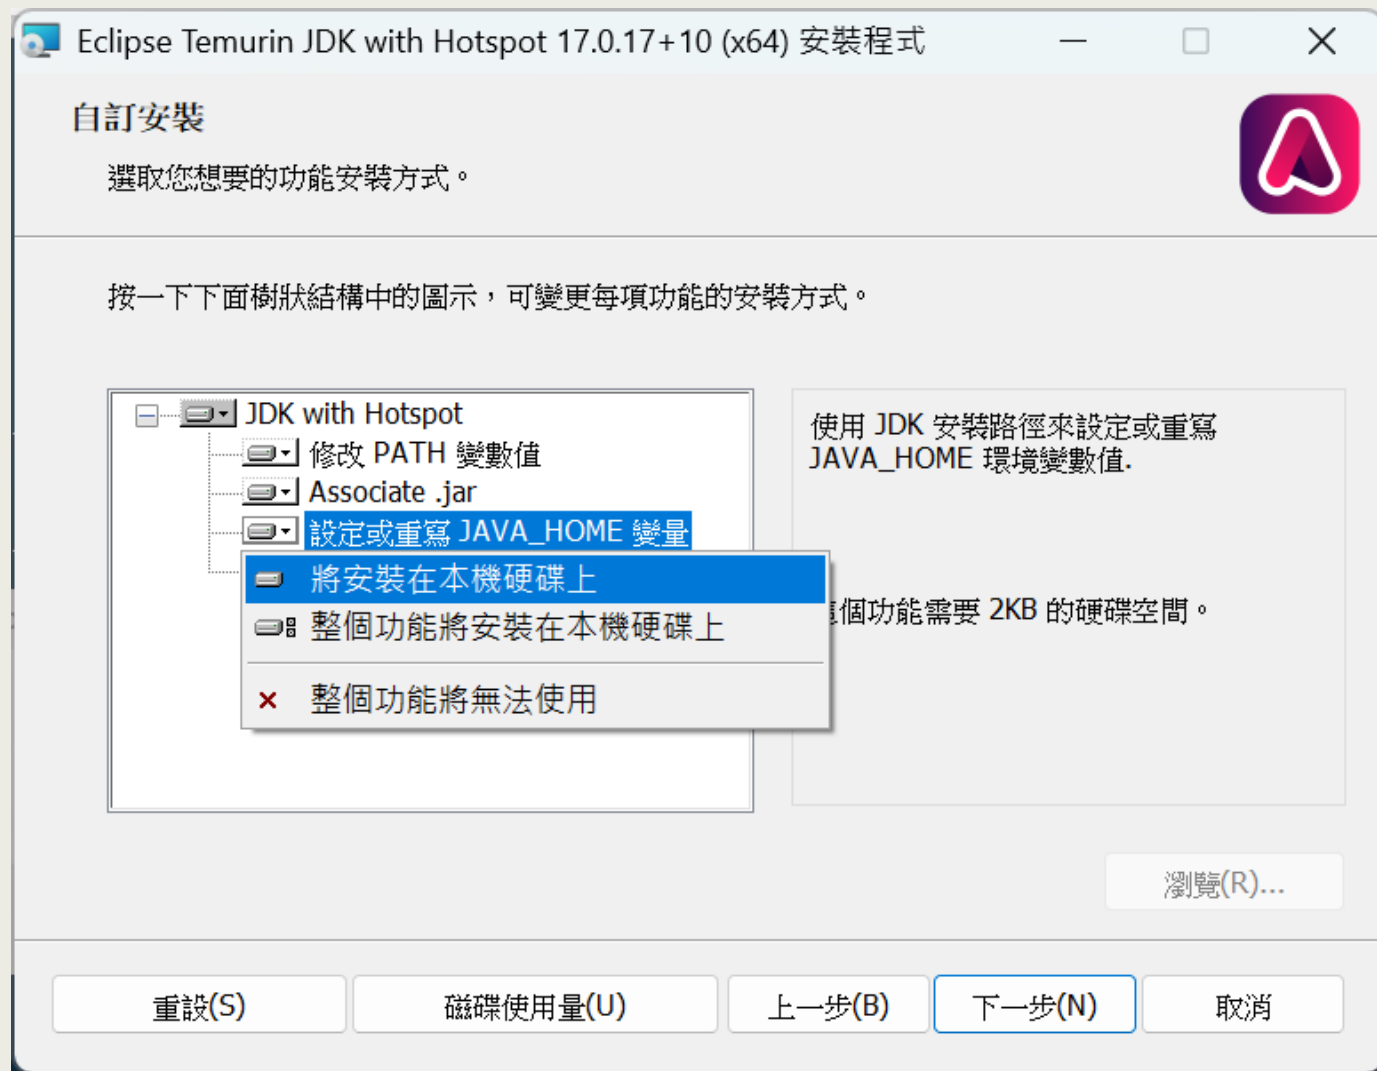 Eclipse Temurin JDK with Hotspot 17.0.17+10 (x64) 安裝程式
自訂安裝
選取您想要的功能安裝方式。
按一下下面樹狀結構中的圖示，可變更每項功能的安裝方式。
JDK with Hotspot
修改 PATH 變數值
Associate .jar
設定或重寫 JAVA_HOME 變量
將安裝在本機硬碟上
整個功能將安裝在本機硬碟上
整個功能將無法使用
使用 JDK 安裝路徑來設定或重寫
JAVA_HOME 環境變數值.
個功能需要 2KB 的硬碟空間。
瀏覽(R)...
重設(S)
磁碟使用量(U)
上一步(B)
下一步(N)
取消